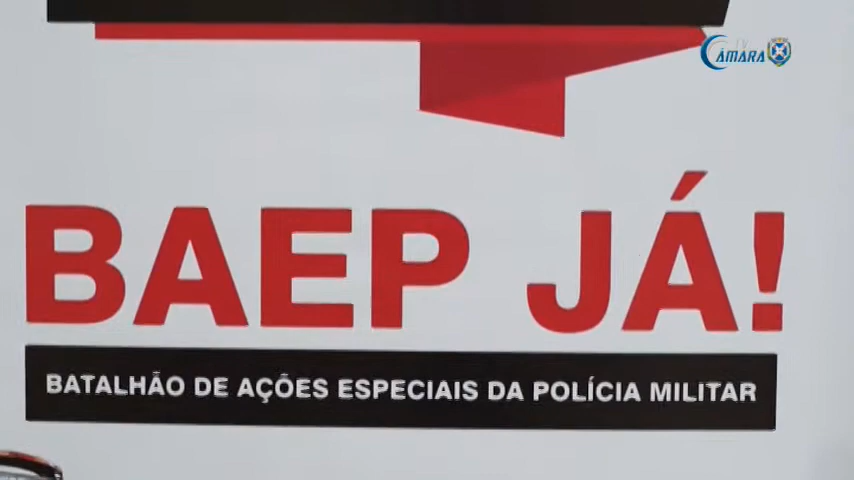 CÂMARA
BAEP JÁ!
BATALHÃO DE AÇÕES ESPECIAIS DA POLÍCIA MILITAR